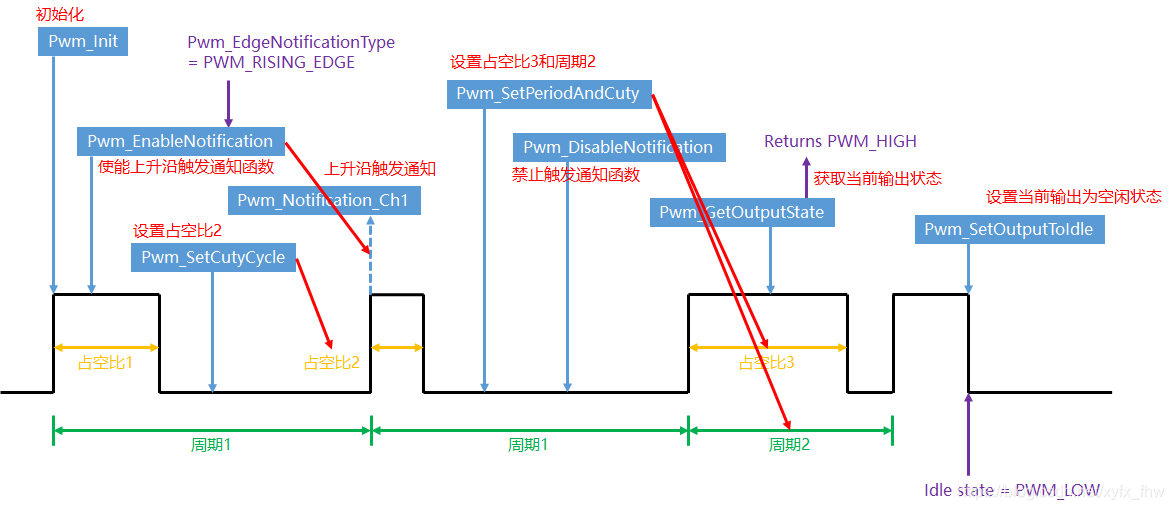 初始化
Pwm_Init
Pwm_EdgeNotificationType
= PWM_RISING_EDGE
Pwm_EnableNotification
使能上升沿触发通知函数
上升沿触发通知
Pwm_Notification_Ch1
设置占空比2
Pwm_SetCutyCycle
设置占空比3和周期2
Pwm_SetPeriodAndCuty
Pwm_DisableNotification
禁止触发通知函数
Returns PWM_HIGH
获取当前输出状态
Pwm_GetOutputState
设置当前输出为空闲状态
Pwm_SetOutputToIdle
占空比1
占空比2
占空比3
周期1
周期1
周期2
Idle state = PWM_LOW